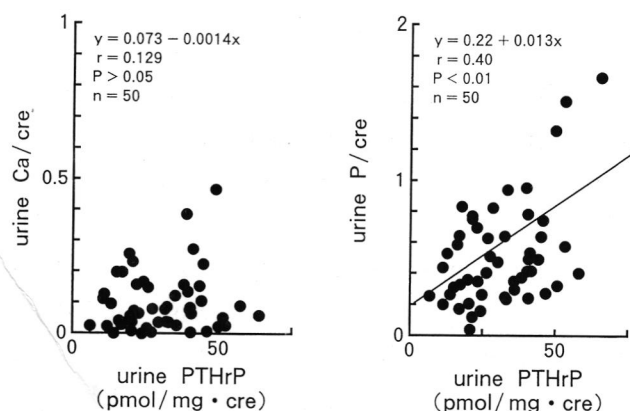 1
y = 0.073 − 0.0014x
r = 0.129
P > 0.05
n = 50
0.5
0
50
urine Ca/cre
urine PTHrP
(pmol/mg・cre)
2
y = 0.22 + 0.013x
r = 0.40
P < 0.01
n = 50
1
0
50
urine P/cre
urine PTHrP
(pmol/mg・cre)